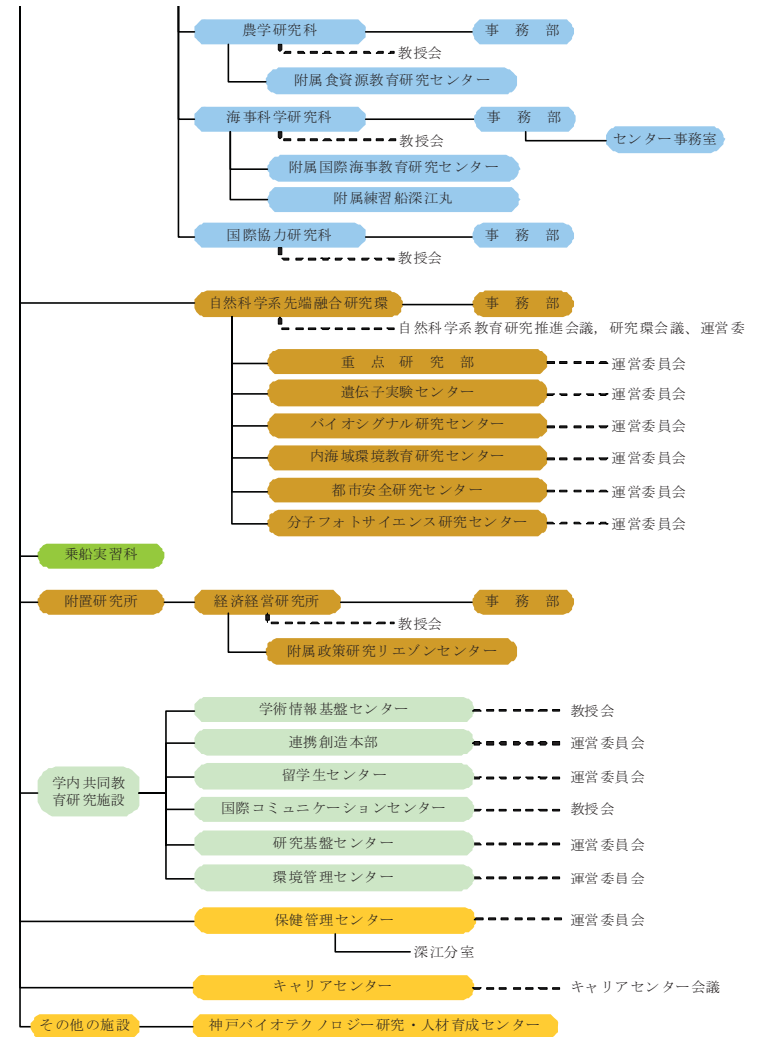 農学研究科 事　務　部
教授会
附属食資源教育研究センター
海事科学研究科 事　務　部
教授会 センター事務室
附属国際海事教育研究センター
附属練習船深江丸
国際協力研究科 事　務　部
教授会
自然科学系先端融合研究環 事　務　部
自然科学系教育研究推進会議，研究環会議、運営委
重　点　研　究　部 運営委員会
遺伝子実験センター 運営委員会
バイオシグナル研究センター 運営委員会
内海域環境教育研究センター 運営委員会
都市安全研究センター 運営委員会
分子フォトサイエンス研究センター 運営委員会
乗船実習科
附置研究所 経済経営研究所 事　務　部
教授会
附属政策研究リエゾンセンター
学内共同教
育研究施設
学術情報基盤センター 教授会
連携創造本部 運営委員会
留学生センター 運営委員会
国際コミュニケーションセンター 教授会
研究基盤センター 運営委員会
環境管理センター 運営委員会
保健管理センター 運営委員会
深江分室
キャリアセンター キャリアセンター会議
その他の施設 神戸バイオテクノロジー研究・人材育成センター